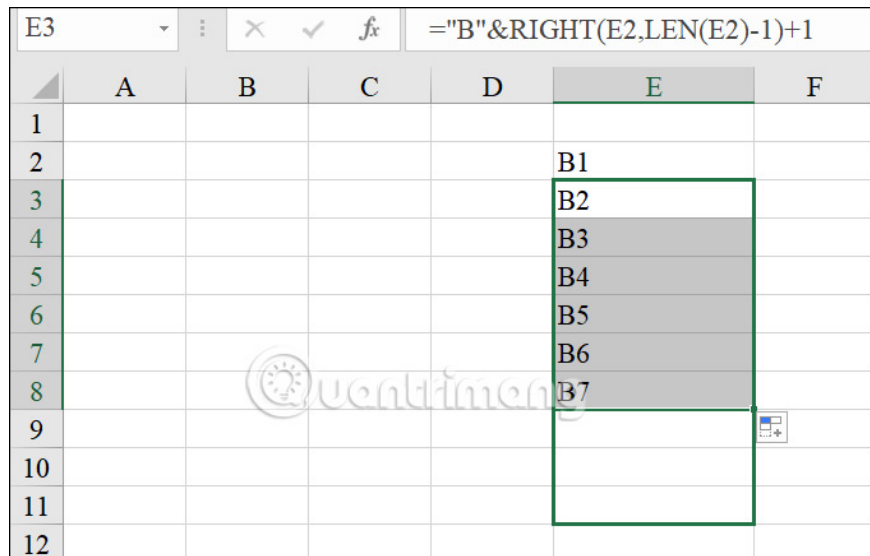 E3 fx ="B"&RIGHT(E2,LEN(E2)-1)+1
A B C D E F
1
2 B1
3 B2
4 B3
5 B4
6 B5
7 B6
8 B7
Quantrimang
9
10
11
12